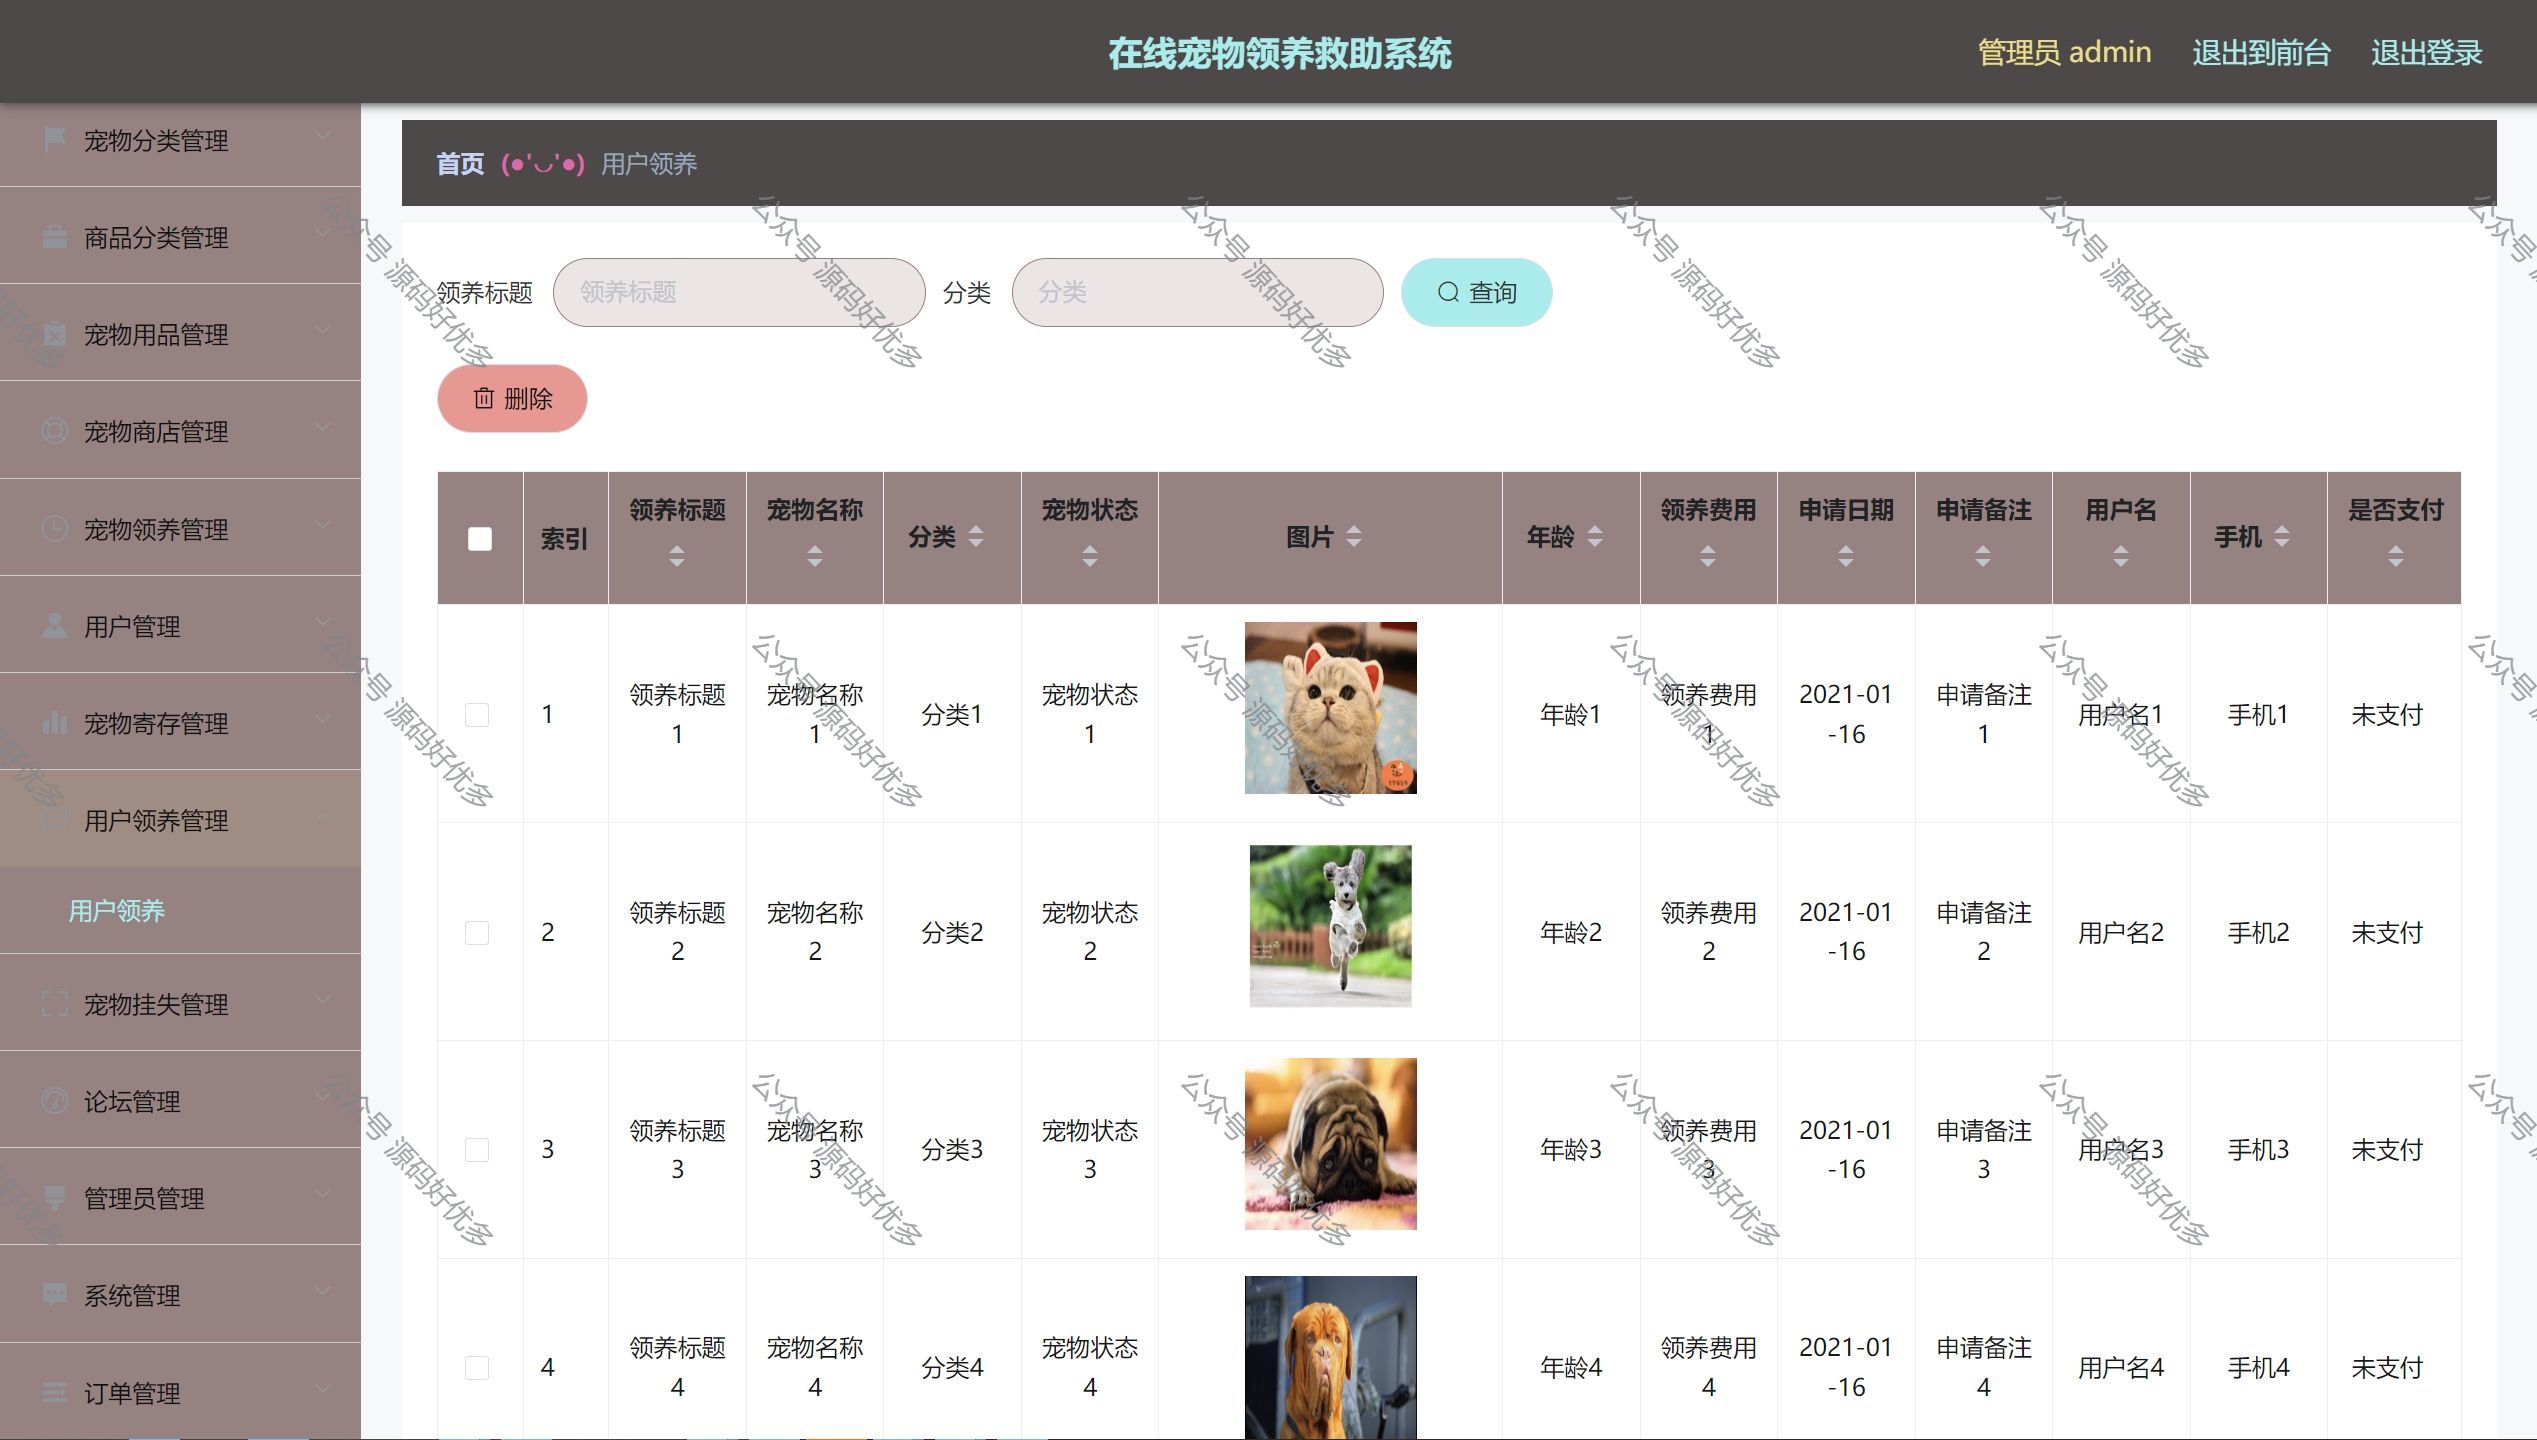 在线宠物领养救助系统
管理员 admin 退出到前台 退出登录
宠物分类管理
商品分类管理
宠物用品管理
宠物商店管理
宠物领养管理
用户管理
宠物寄存管理
用户领养管理
用户领养
宠物挂失管理
论坛管理
管理员管理
系统管理
订单管理
首页 (●'◡'●) 用户领养
领养标题 领养标题 分类 分类 查询
删除
索引 领养标题 宠物名称 分类 宠物状态 图片 年龄 领养费用 申请日期 申请备注 用户名 手机 是否支付
1 领养标题1 宠物名称1 分类1 宠物状态1 年龄1 领养费用1 2021-01-16 申请备注1 用户名1 手机1 未支付
2 领养标题2 宠物名称2 分类2 宠物状态2 年龄2 领养费用2 2021-01-16 申请备注2 用户名2 手机2 未支付
3 领养标题3 宠物名称3 分类3 宠物状态3 年龄3 领养费用3 2021-01-16 申请备注3 用户名3 手机3 未支付
4 领养标题4 宠物名称4 分类4 宠物状态4 年龄4 领养费用4 2021-01-16 申请备注4 用户名4 手机4 未支付
公众号 源码好优多